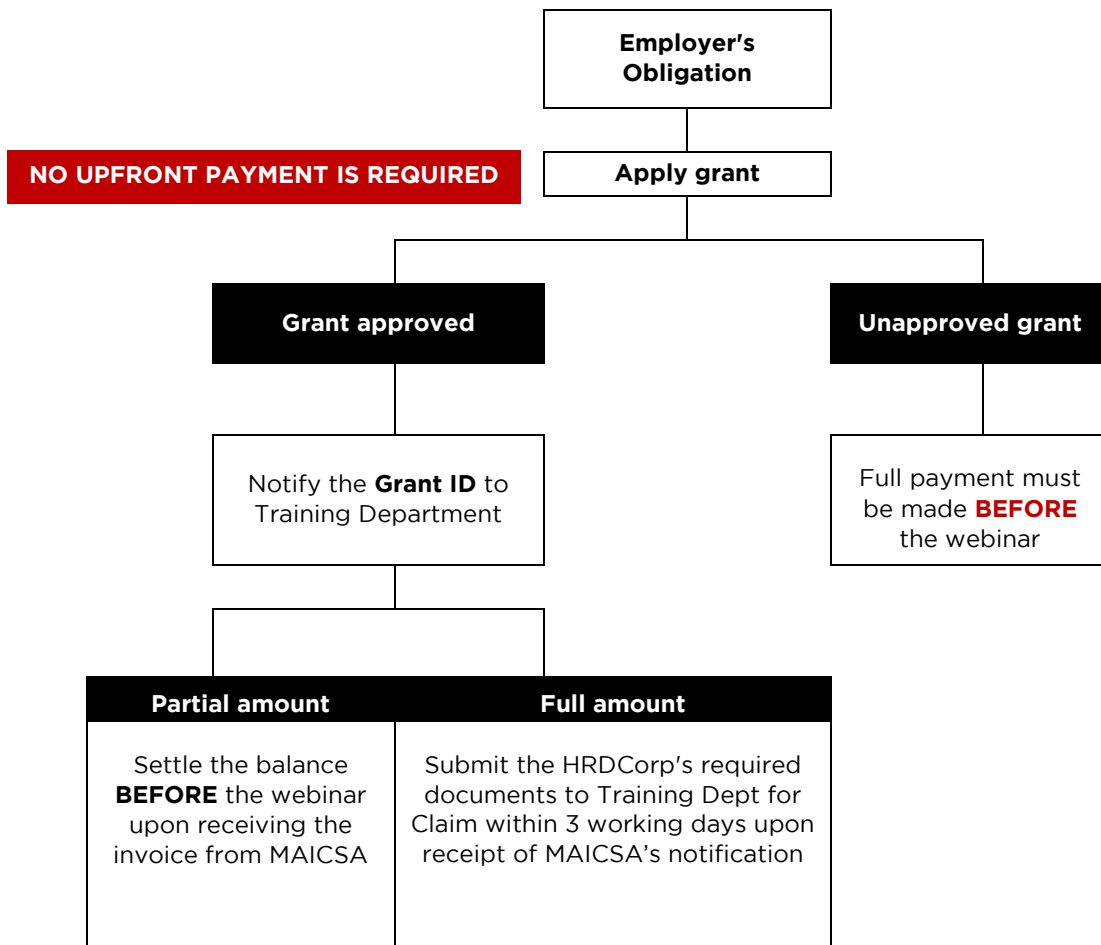 Employer's
Obligation
NO UPFRONT PAYMENT IS REQUIRED
Apply grant
Grant approved
Unapproved grant
Notify the Grant ID to
Training Department
Full payment must
be made BEFORE
the webinar
Partial amount
Full amount
Settle the balance
BEFORE the webinar
upon receiving the
invoice from MAICSA
Submit the HRDCorp's required
documents to Training Dept for
Claim within 3 working days upon
receipt of MAICSA’s notification